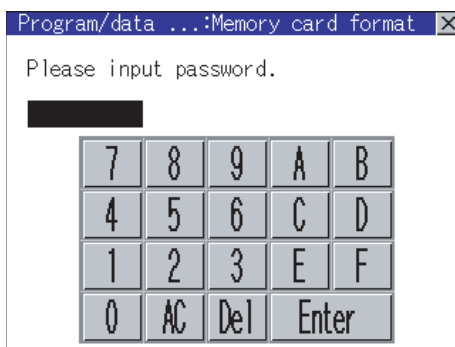 Program/data ...:Memory card format ×
Please input password.
7 8 9 A B
4 5 6 C D
1 2 3 E F
0 AC Del Enter